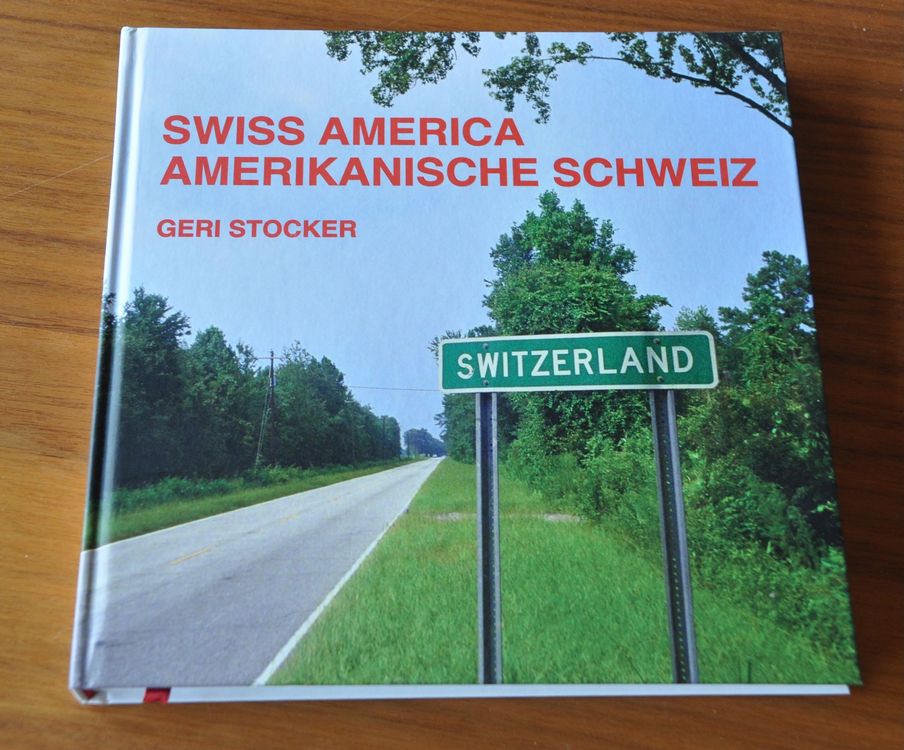 SWISS AMERICA
AMERIKANISCHE SCHWEIZ
GERI STOCKER
SWITZERLAND